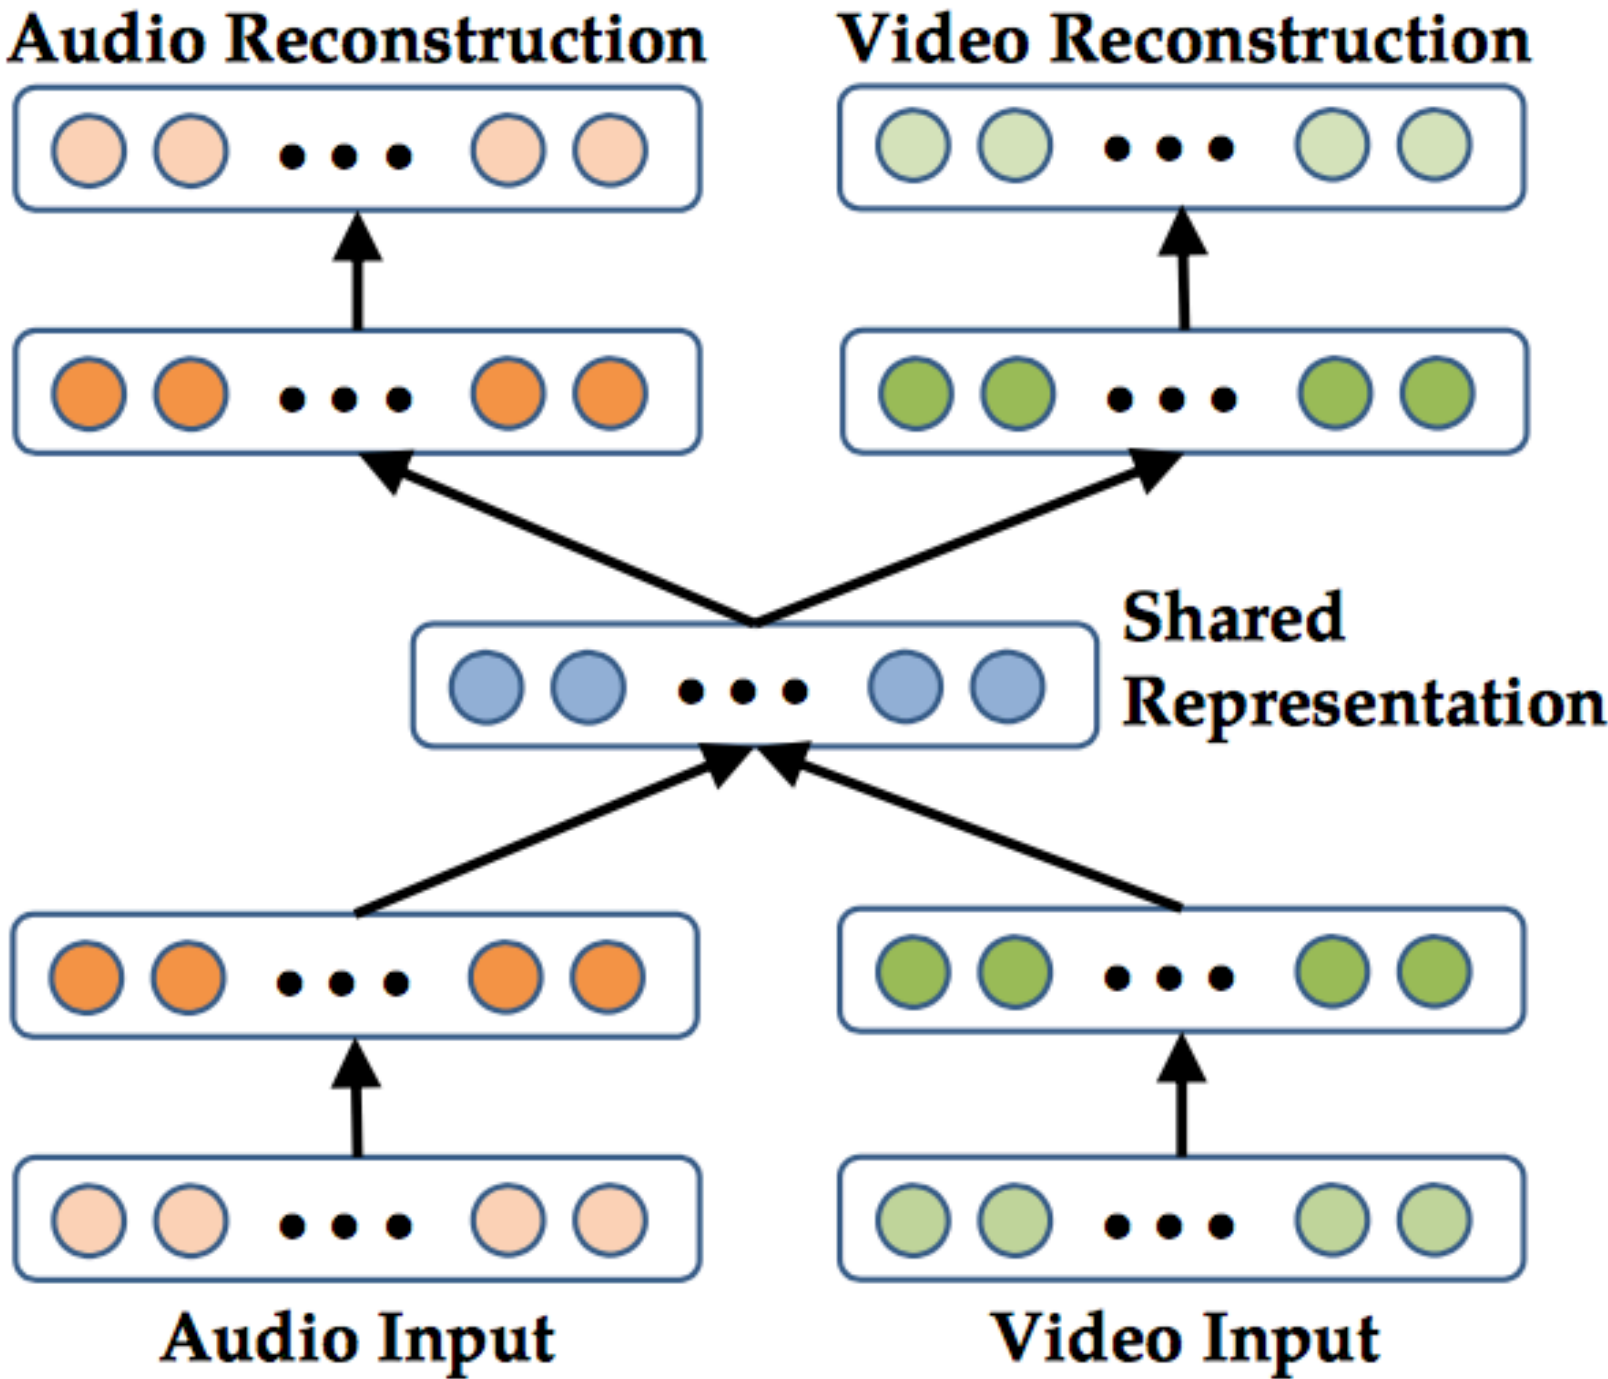 Audio Reconstruction
Video Reconstruction
Shared
Representation
Audio Input
Video Input